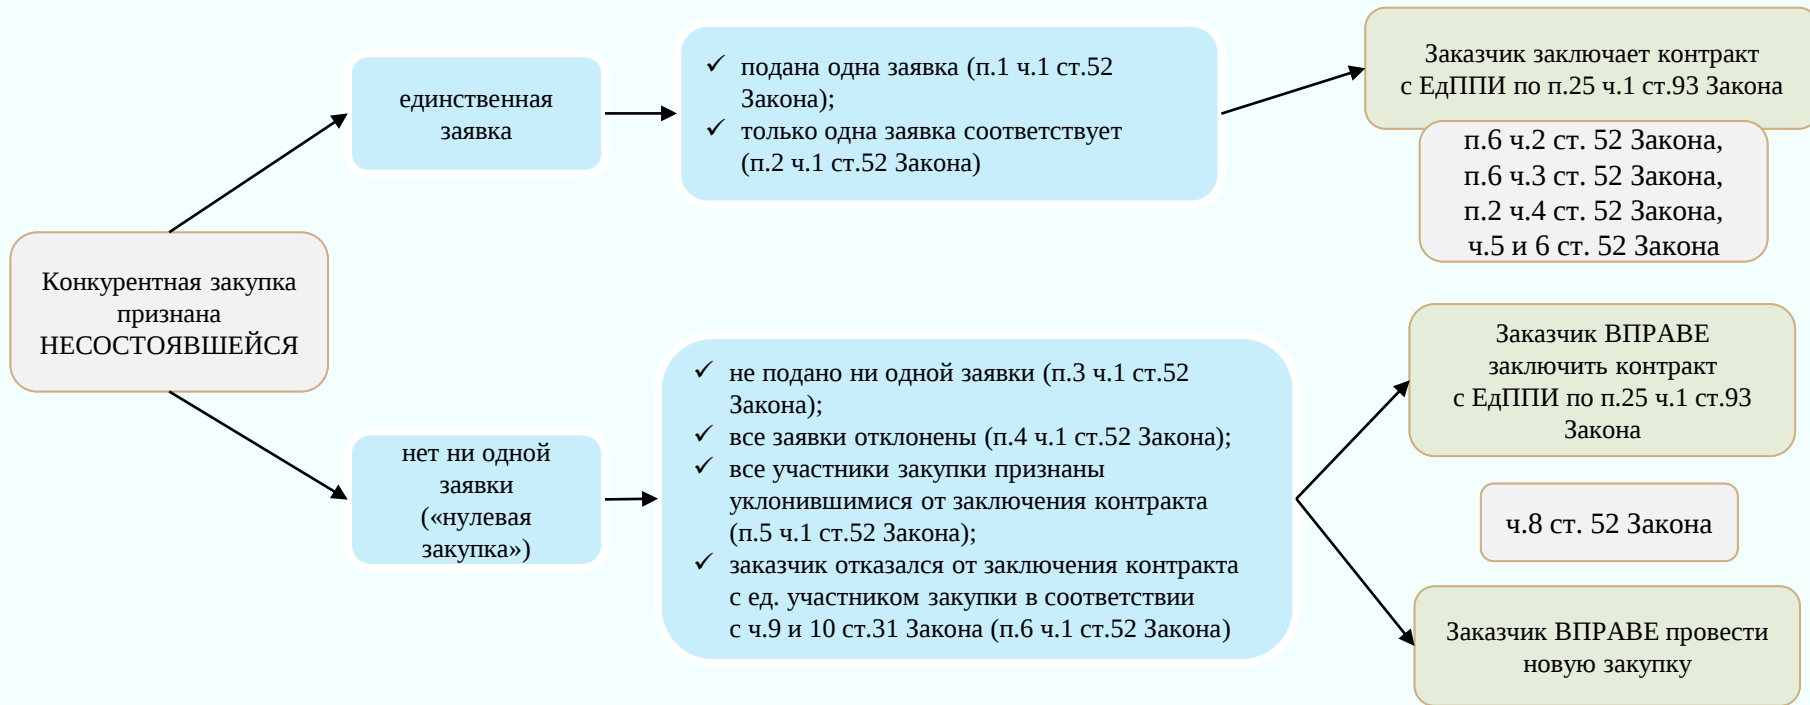 Конкурентная закупка
признана
НЕСОСТОЯВШЕЙСЯ
единственная
заявка
✓ подана одна заявка (п.1 ч.1 ст.52
Закона);
✓ только одна заявка соответствует
(п.2 ч.1 ст.52 Закона)
Заказчик заключает контракт
с ЕдППИ по п.25 ч.1 ст.93 Закона
п.6 ч.2 ст. 52 Закона,
п.6 ч.3 ст. 52 Закона,
п.2 ч.4 ст. 52 Закона,
ч.5 и 6 ст. 52 Закона
нет ни одной
заявки
(«нулевая
закупка»)
✓ не подано ни одной заявки (п.3 ч.1 ст.52
Закона);
✓ все заявки отклонены (п.4 ч.1 ст.52 Закона);
✓ все участники закупки признаны
уклонившимися от заключения контракта
(п.5 ч.1 ст.52 Закона);
✓ заказчик отказался от заключения контракта
с ед. участником закупки в соответствии
с ч.9 и 10 ст.31 Закона (п.6 ч.1 ст.52 Закона)
Заказчик ВПРАВЕ
заключить контракт
с ЕдППИ по п.25 ч.1 ст.93
Закона
ч.8 ст. 52 Закона
Заказчик ВПРАВЕ провести
новую закупку